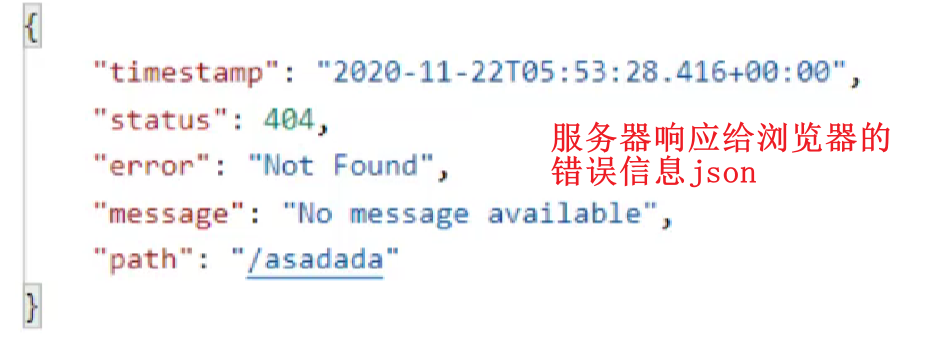 {
"timestamp": "2020-11-22T05:53:28.416+00:00",
"status": 404,
"error": "Not Found",
"message": "No message available",
"path": "/asadada"
}
服务器响应给浏览器的
错误信息json